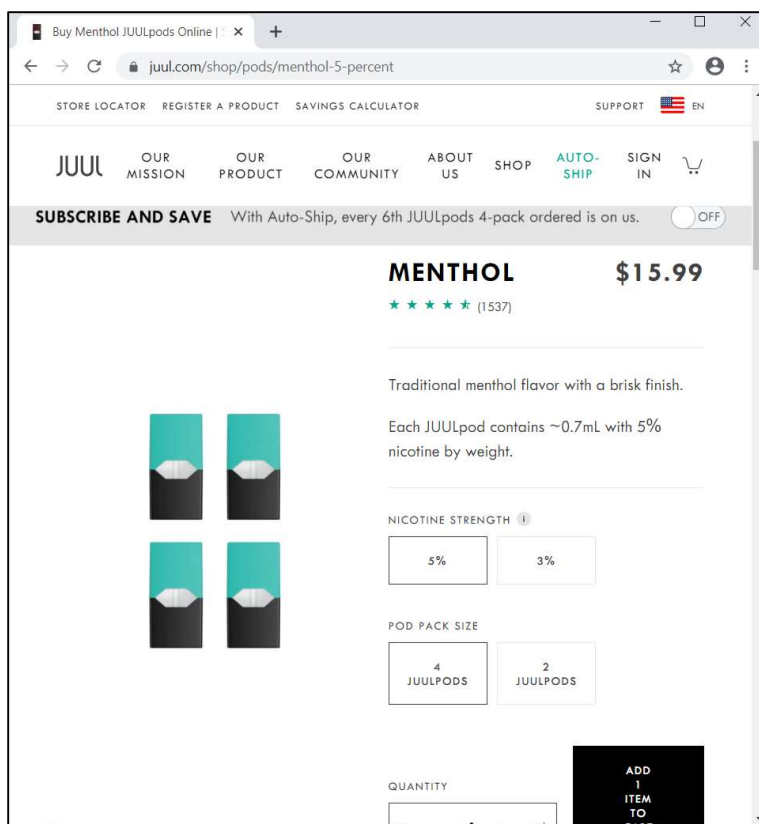 Buy Menthol JUULpods Online |
juul.com/shop/pods/menthol-5-percent
STORE LOCATOR REGISTER A PRODUCT SAVINGS CALCULATOR SUPPORT EN
JUUL OUR MISSION OUR PRODUCT OUR COMMUNITY ABOUT US SHOP AUTO-SHIP SIGN IN
SUBSCRIBE AND SAVE With Auto-Ship, every 6th JUULpods 4-pack ordered is on us. OFF
MENTHOL $15.99
(1537)
Traditional menthol flavor with a brisk finish.
Each JUULpod contains ~0.7mL with 5%
nicotine by weight.
NICOTINE STRENGTH i
5% 3%
POD PACK SIZE
4 2
JUULPODS JUULPODS
QUANTITY
ADD
1
ITEM
TO